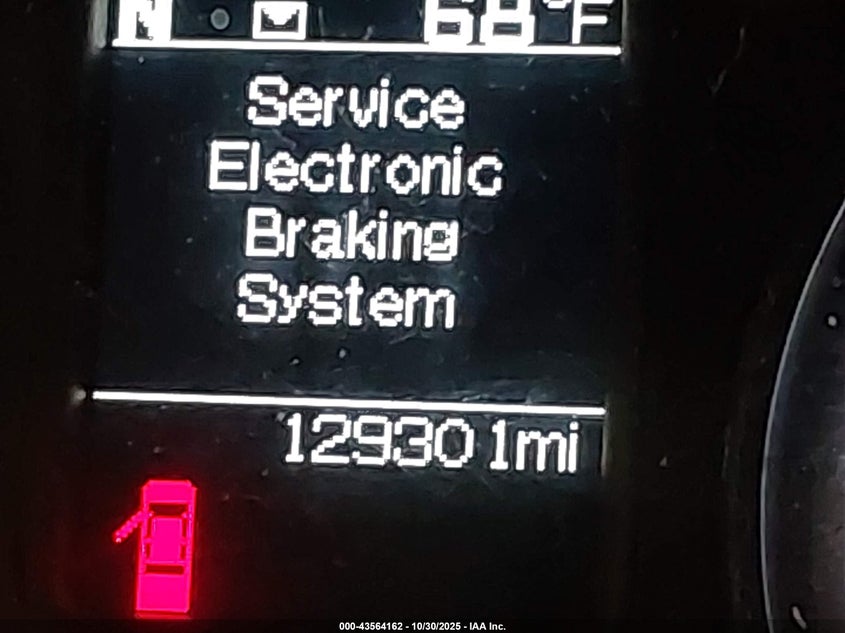 N 68°F
Service
Electronic
Braking
System
129301mi
000-43564162 - 10/30/2025 - IAA Inc.